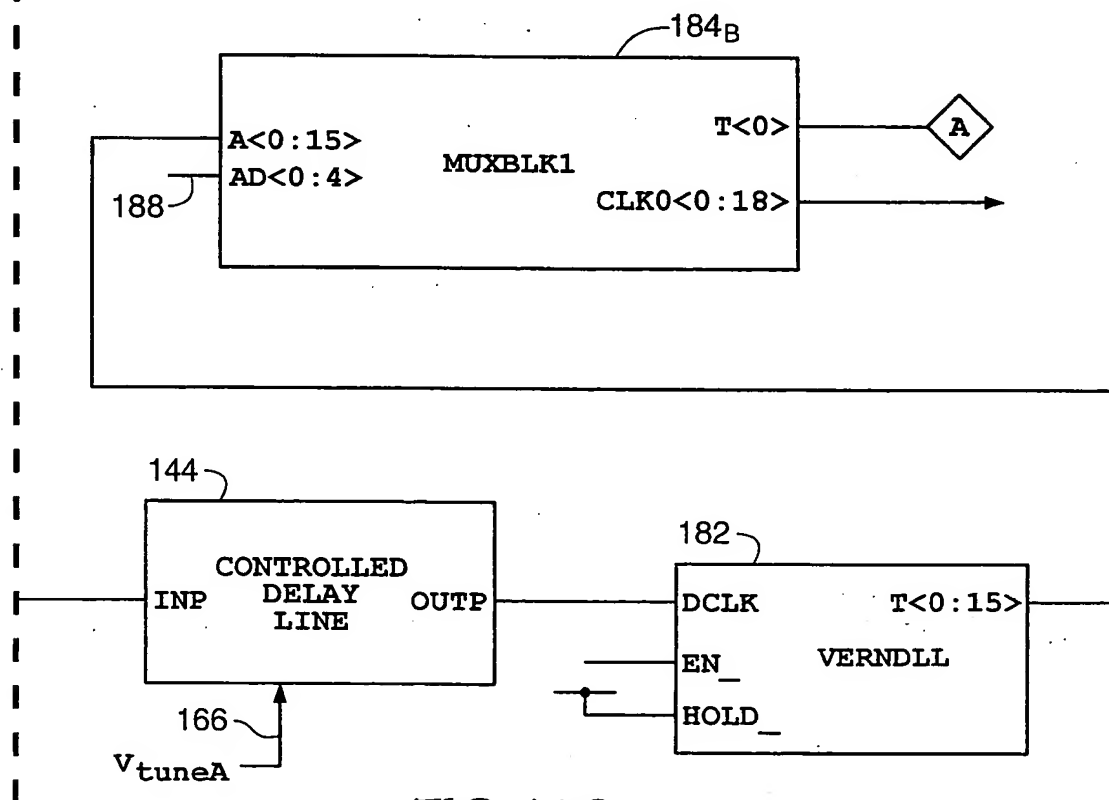 184B
A<0:15>
T<0>
A
MUXBLK1
AD<0:4>
188
CLK0<0:18>
144
182
CONTROLLED
DELAY
LINE
INP
OUTP
DCLK
T<0:15>
EN_
VERNDLL
HOLD_
166
VtuneA